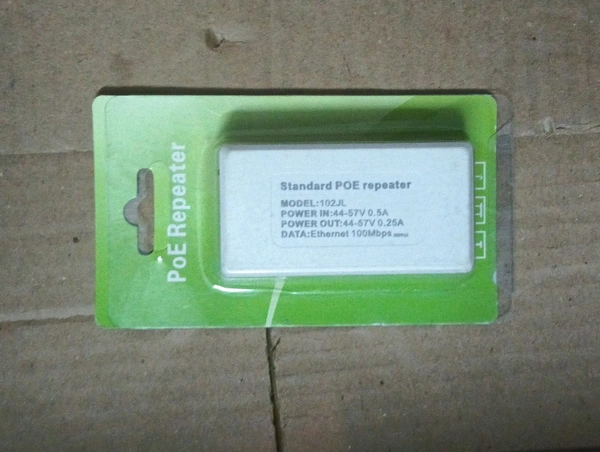 PoE Repeater
Standard POE repeater
MODEL:102JL
POWER IN:44-57V 0.5A
POWER OUT:44-57V 0.25A
DATA:Ethernet 100Mbps